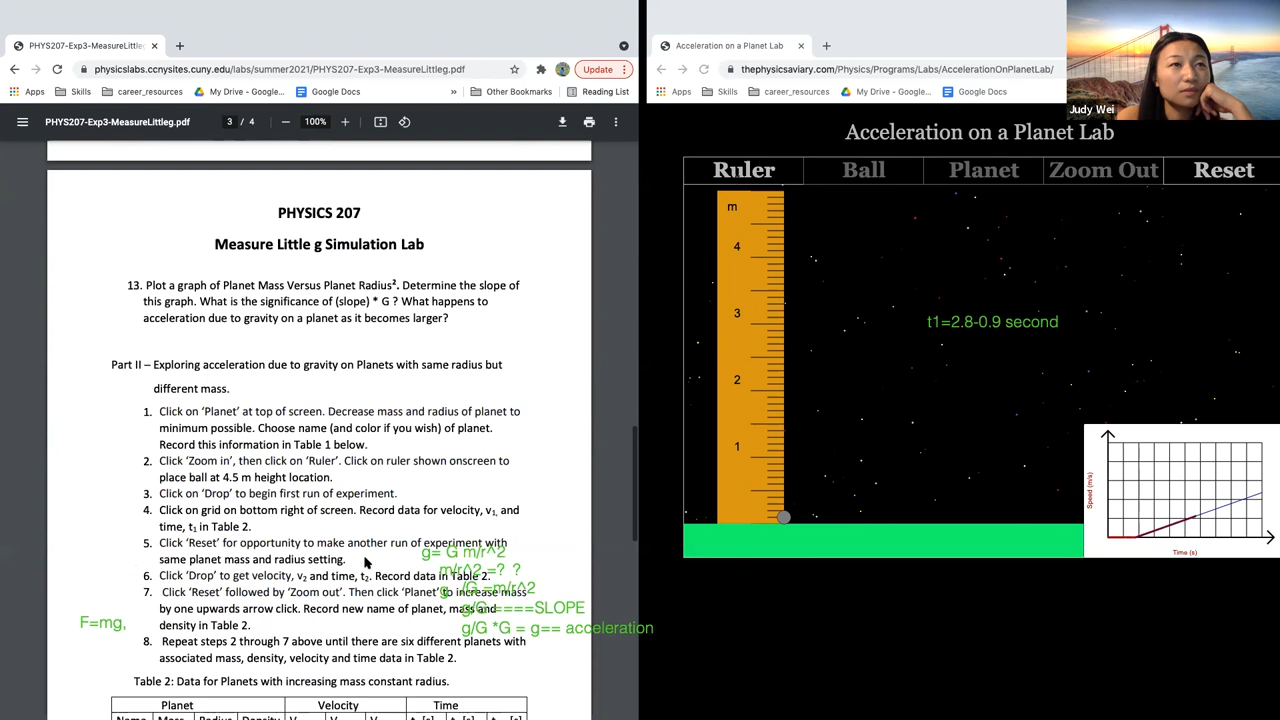 PHYS207-Exp3-MeasureLittleg
Acceleration on a Planet Lab
physicslabs.ccnysites.cuny.edu/labs/summer2021/PHYS207-Exp3-MeasureLittleg.pdf
Update
thephysicsaviary.com/Physics/Programs/Labs/AccelerationOnPlanetLab/
Apps Skills career_resources My Drive - Google... Google Docs » Other Bookmarks Reading List
Apps Skills career_resources My Drive - Google... Google Docs
Judy Wei
PHYS207-Exp3-MeasureLittleg.pdf 3 / 4 100%
PHYSICS 207
Measure Little g Simulation Lab
13. Plot a graph of Planet Mass Versus Planet Radius². Determine the slope of
this graph. What is the significance of (slope) * G ? What happens to
acceleration due to gravity on a planet as it becomes larger?
Part II – Exploring acceleration due to gravity on Planets with same radius but
different mass.
1. Click on 'Planet' at top of screen. Decrease mass and radius of planet to
minimum possible. Choose name (and color if you wish) of planet.
Record this information in Table 1 below.
2. Click 'Zoom in', then click on 'Ruler'. Click on ruler shown onscreen to
place ball at 4.5 m height location.
3. Click on 'Drop' to begin first run of experiment.
4. Click on grid on bottom right of screen. Record data for velocity, v₁, and
time, t₁ in Table 2.
5. Click 'Reset' for opportunity to make another run of experiment with
same planet mass and radius setting.
6. Click 'Drop' to get velocity, v₂ and time, t₂. Record data in Table 2.
7. Click 'Reset' followed by 'Zoom out'. Then click 'Planet' to increase mass
by one upwards arrow click. Record new name of planet, mass and
density in Table 2.
8. Repeat steps 2 through 7 above until there are six different planets with
associated mass, density, velocity and time data in Table 2.
Table 2: Data for Planets with increasing mass constant radius.
Planet Velocity Time
g= G m/r^2
m/r^2 =? ?
g /G =m/r^2
g/G ====SLOPE
g/G *G = g== acceleration
F=mg,
Acceleration on a Planet Lab
Ruler Ball Planet Zoom Out Reset
m
4
3
2
1
t1=2.8-0.9 second
Speed (m/s)
Time (s)